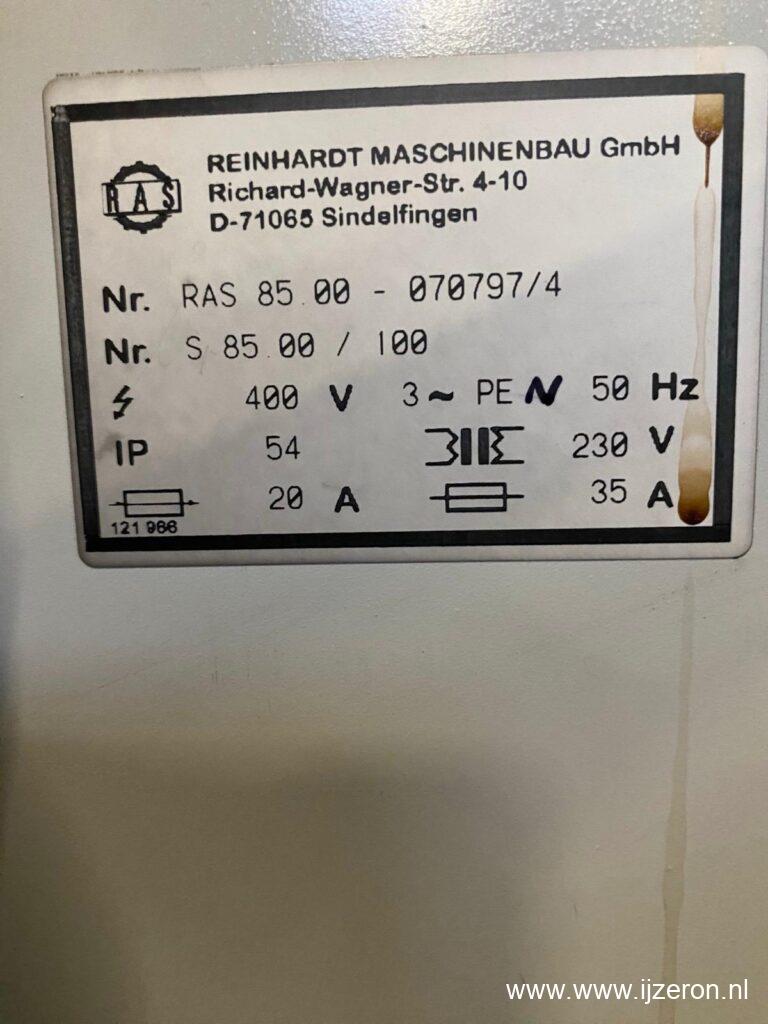 RAS
REINHARDT MASCHINENBAU GmbH
Richard-Wagner-Str. 4-10
D-71065 Sindelfingen
Nr. RAS 85.00 - 070797/4
Nr. S 85.00 / 100
400 V 3~ PE N 50 Hz
IP 54 230 V
20 A 35 A
121 966
www.www.ijzeron.nl